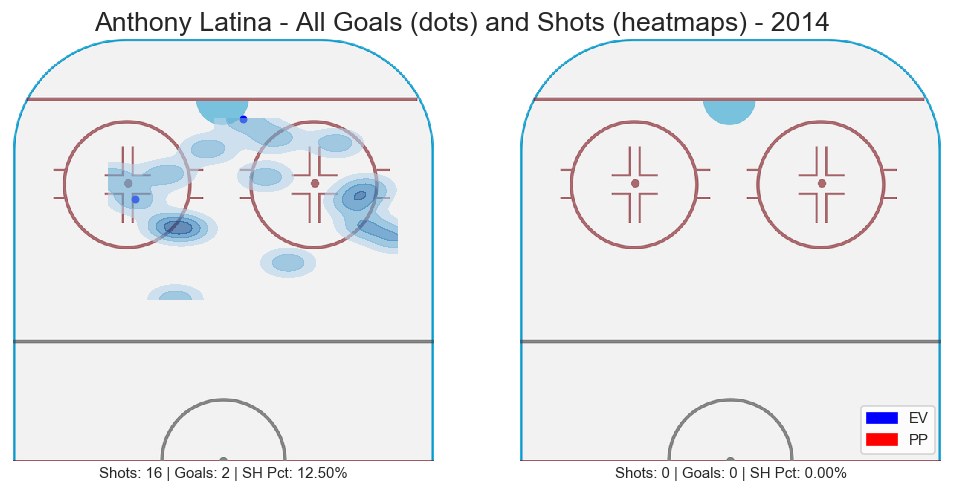 Anthony Latina - All Goals (dots) and Shots (heatmaps) - 2014
EV
PP
Shots: 16 | Goals: 2 | SH Pct: 12.50%
Shots: 0 | Goals: 0 | SH Pct: 0.00%